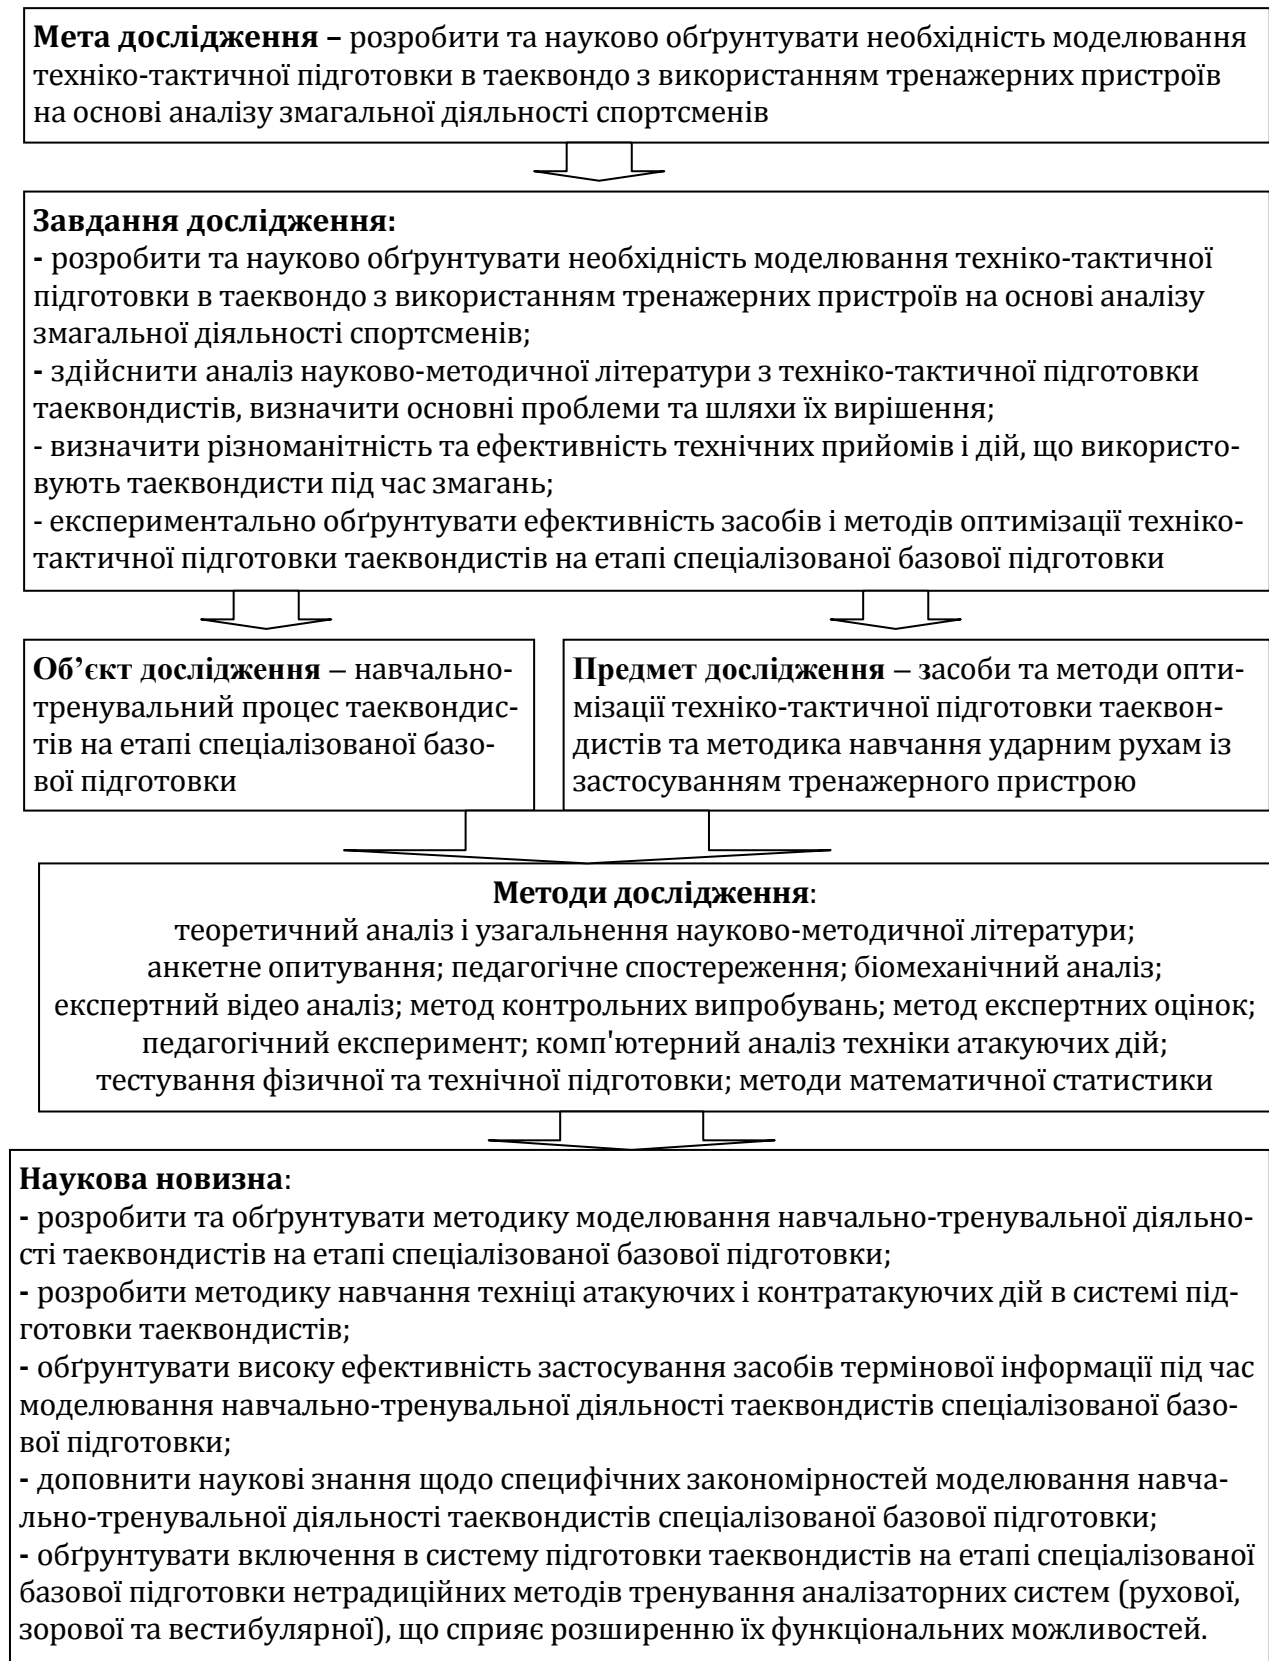 Мета дослідження – розробити та науково обґрунтувати необхідність моделювання
техніко-тактичної підготовки в таеквондо з використанням тренажерних пристроїв
на основі аналізу змагальної діяльності спортсменів
Завдання дослідження:
- розробити та науково обґрунтувати необхідність моделювання техніко-тактичної
підготовки в таеквондо з використанням тренажерних пристроїв на основі аналізу
змагальної діяльності спортсменів;
- здійснити аналіз науково-методичної літератури з техніко-тактичної підготовки
таеквондистів, визначити основні проблеми та шляхи їх вирішення;
- визначити різноманітність та ефективність технічних прийомів і дій, що використо-
вують таеквондисти під час змагань;
- експериментально обґрунтувати ефективність засобів і методів оптимізації техніко-
тактичної підготовки таеквондистів на етапі спеціалізованої базової підготовки
Об’єкт дослідження – навчально-
тренувальний процес таеквондис-
тів на етапі спеціалізованої базо-
вої підготовки
Предмет дослідження – засоби та методи опти-
мізації техніко-тактичної підготовки таеквон-
дистів та методика навчання ударним рухам із
застосуванням тренажерного пристрою
Методи дослідження:
теоретичний аналіз і узагальнення науково-методичної літератури;
анкетне опитування; педагогічне спостереження; біомеханічний аналіз;
експертний відео аналіз; метод контрольних випробувань; метод експертних оцінок;
педагогічний експеримент; комп'ютерний аналіз техніки атакуючих дій;
тестування фізичної та технічної підготовки; методи математичної статистики
Наукова новизна:
- розробити та обґрунтувати методику моделювання навчально-тренувальної діяльно-
сті таеквондистів на етапі спеціалізованої базової підготовки;
- розробити методику навчання техніці атакуючих і контратакуючих дій в системі під-
готовки таеквондистів;
- обґрунтувати високу ефективність застосування засобів термінової інформації під час
моделювання навчально-тренувальної діяльності таеквондистів спеціалізованої базо-
вої підготовки;
- доповнити наукові знання щодо специфічних закономірностей моделювання навча-
льно-тренувальної діяльності таеквондистів спеціалізованої базової підготовки;
- обґрунтувати включення в систему підготовки таеквондистів на етапі спеціалізованої
базової підготовки нетрадиційних методів тренування аналізаторних систем (рухової,
зорової та вестибулярної), що сприяє розширенню їх функціональних можливостей.